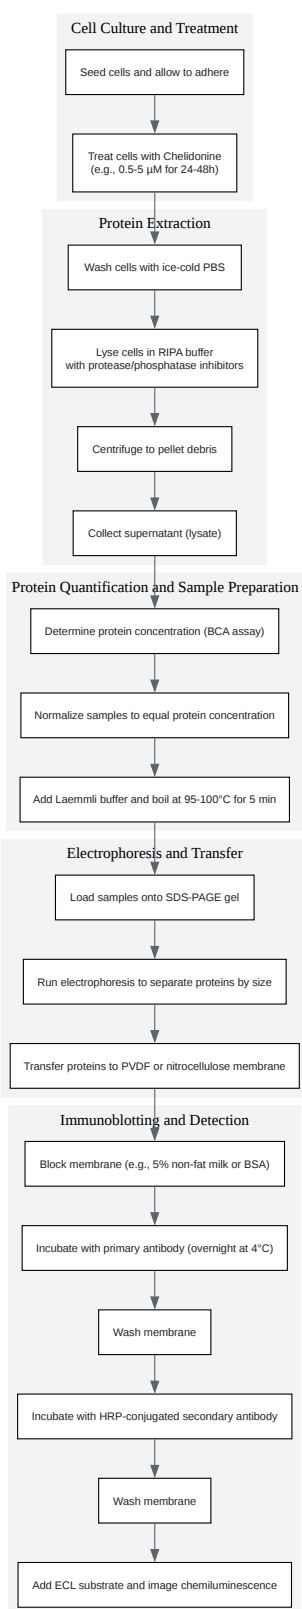 Cell Culture and Treatment
Seed cells and allow to adhere
Treat cells with Chelidonine
(e.g., 0.5-5 µM for 24-48h)
Protein Extraction
Wash cells with ice-cold PBS
Lyse cells in RIPA buffer
with protease/phosphatase inhibitors
Centrifuge to pellet debris
Collect supernatant (lysate)
Protein Quantification and Sample Preparation
Determine protein concentration (BCA assay)
Normalize samples to equal protein concentration
Add Laemmli buffer and boil at 95-100°C for 5 min
Electrophoresis and Transfer
Load samples onto SDS-PAGE gel
Run electrophoresis to separate proteins by size
Transfer proteins to PVDF or nitrocellulose membrane
Immunoblotting and Detection
Block membrane (e.g., 5% non-fat milk or BSA)
Incubate with primary antibody (overnight at 4°C)
Wash membrane
Incubate with HRP-conjugated secondary antibody
Wash membrane
Add ECL substrate and image chemiluminescence